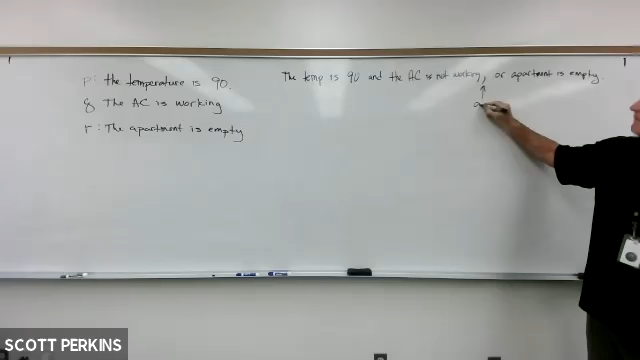 p: the temperature is 90.
q The AC is working
r: The apartment is empty
The temp is 90 and the AC is not working, or apartment is empty.
SCOTT PERKINS